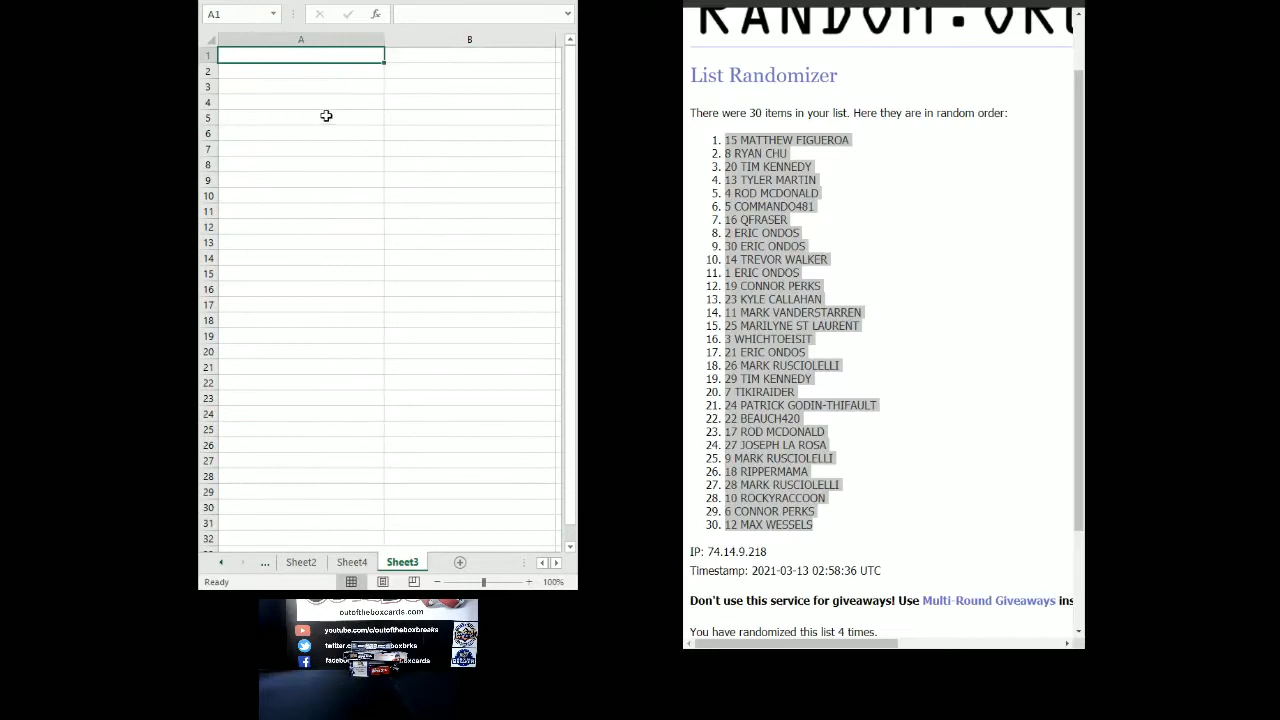 A1
fx
A B
1
2
3
4
5
6
7
8
9
10
11
12
13
14
15
16
17
18
19
20
21
22
23
24
25
26
27
28
29
30
31
32
... Sheet2 Sheet4 Sheet3
Ready 100%
outoftheboxcards.com
youtube.com/c/outoftheboxbreaks
RANDOM.ORG
List Randomizer
There were 30 items in your list. Here they are in random order:
1. 15 MATTHEW FIGUEROA
2. 8 RYAN CHU
3. 20 TIM KENNEDY
4. 13 TYLER MARTIN
5. 4 ROD MCDONALD
6. 5 COMMANDO481
7. 16 QFRASER
8. 2 ERIC ONDOS
9. 30 ERIC ONDOS
10. 14 TREVOR WALKER
11. 1 ERIC ONDOS
12. 19 CONNOR PERKS
13. 23 KYLE CALLAHAN
14. 11 MARK VANDERSTARREN
15. 25 MARILYNE ST LAURENT
16. 3 WHICHTOEISIT
17. 21 ERIC ONDOS
18. 26 MARK RUSCIOLELLI
19. 29 TIM KENNEDY
20. 7 TIKIRAIDER
21. 24 PATRICK GODIN-THIFAULT
22. 22 BEAUCH420
23. 17 ROD MCDONALD
24. 27 JOSEPH LA ROSA
25. 9 MARK RUSCIOLELLI
26. 18 RIPPERMAMA
27. 28 MARK RUSCIOLELLI
28. 10 ROCKYRACCOON
29. 6 CONNOR PERKS
30. 12 MAX WESSELS
IP: 74.14.9.218
Timestamp: 2021-03-13 02:58:36 UTC
Don't use this service for giveaways! Use Multi-Round Giveaways ins
You have randomized this list 4 times.